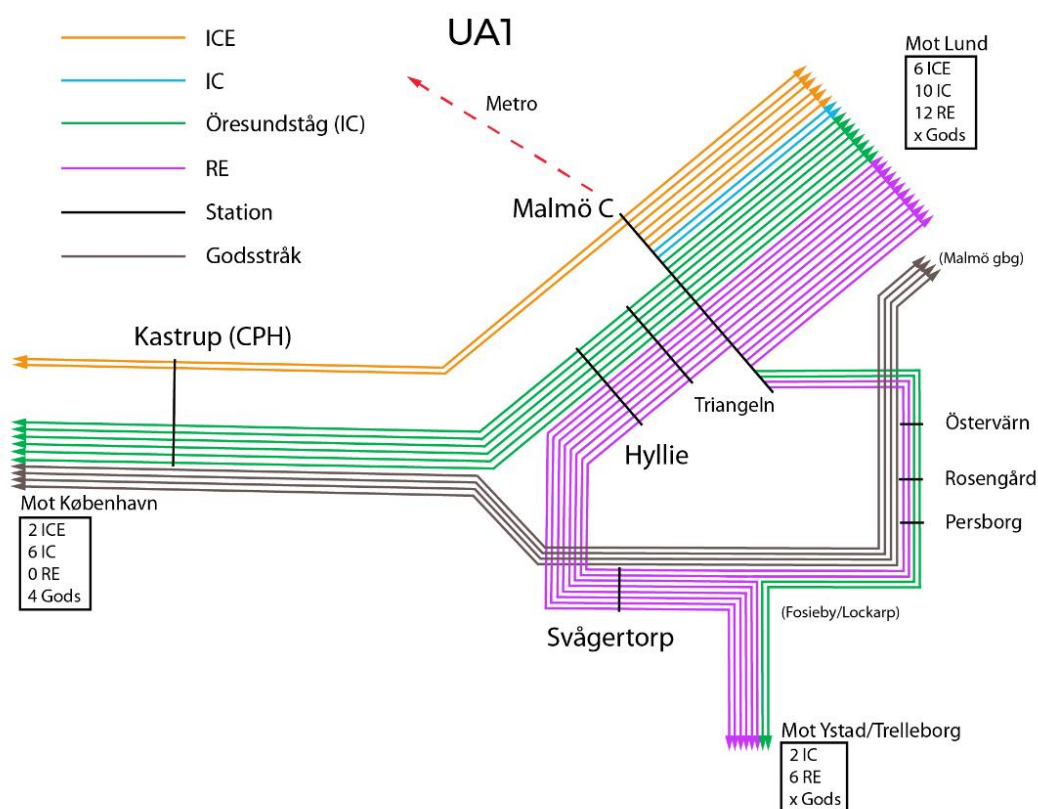 UA1
ICE
IC
Öresundståg (IC)
RE
Station
Godsstråk
Metro
Mot Lund
6 ICE
10 IC
12 RE
x Gods
Malmö C
(Malmö gbg)
Kastrup (CPH)
Triangeln
Hyllie
Östervärn
Rosengård
Persborg
Mot København
2 ICE
6 IC
0 RE
4 Gods
Svågertorp
(Fosieby/Lockarp)
Mot Ystad/Trelleborg
2 IC
6 RE
x Gods